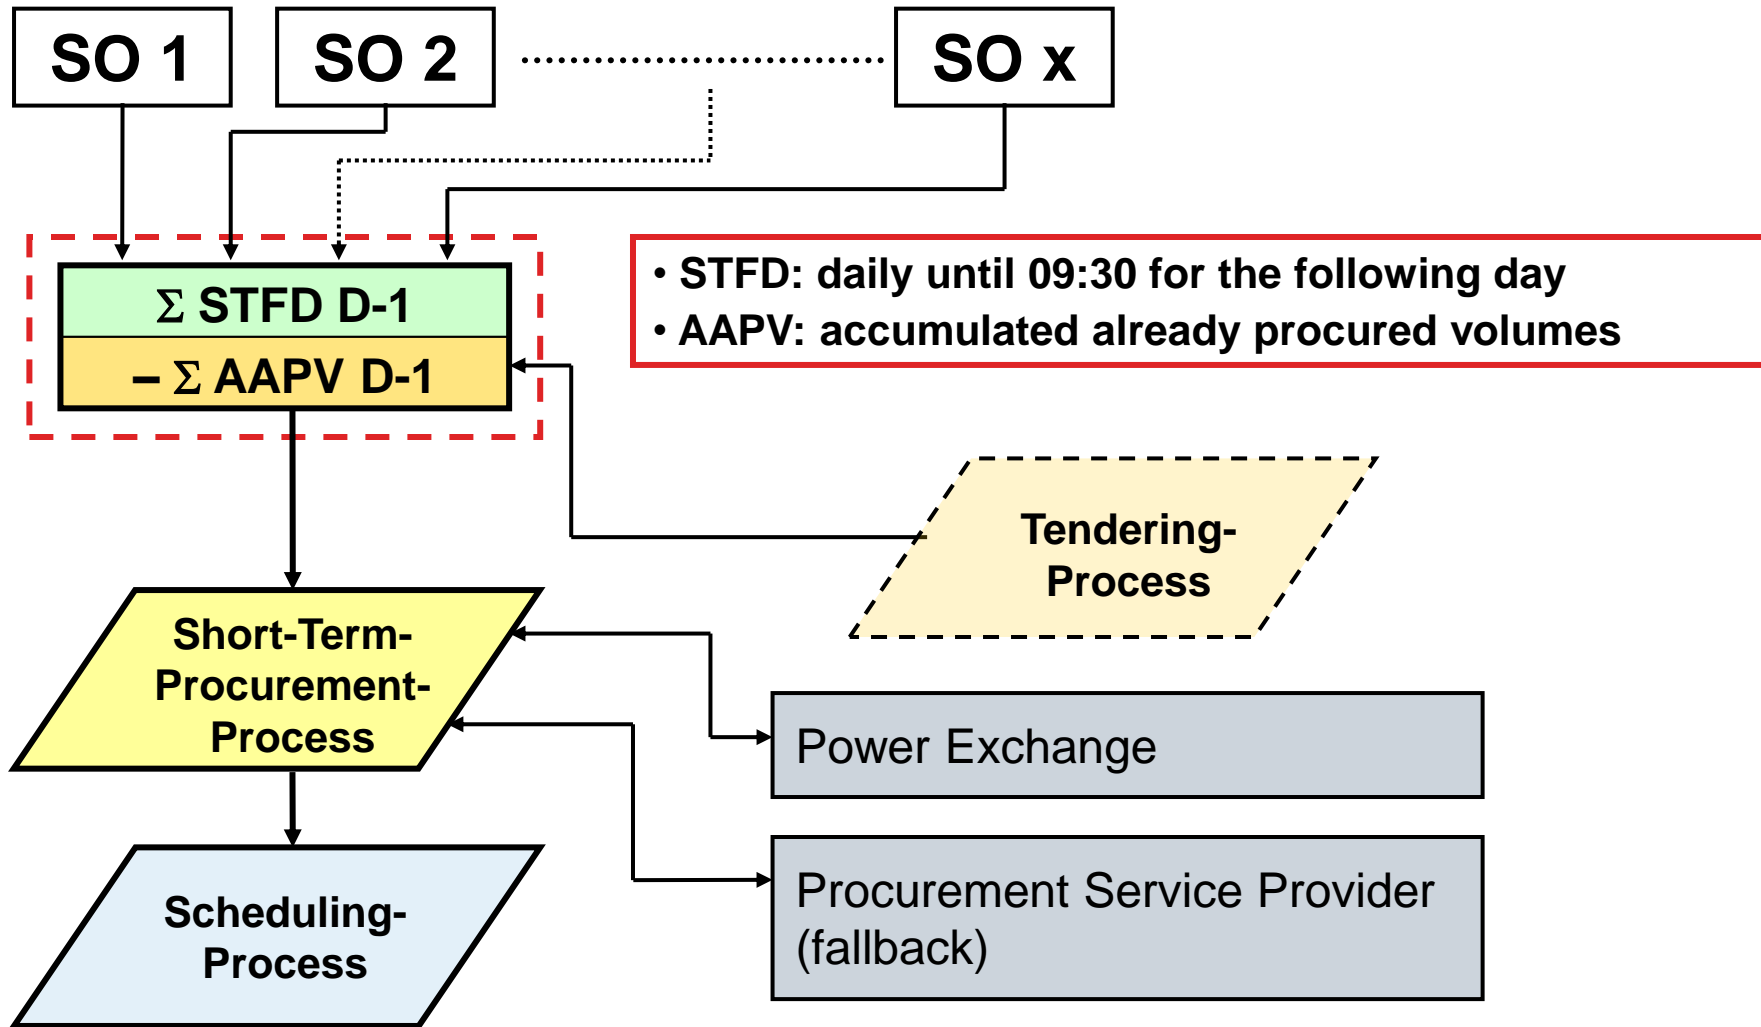 SO 1
SO 2
SO x
Σ STFD D-1
– Σ AAPV D-1
• STFD: daily until 09:30 for the following day
• AAPV: accumulated already procured volumes
Tendering-
Process
Short-Term-
Procurement-
Process
Power Exchange
Procurement Service Provider
(fallback)
Scheduling-
Process